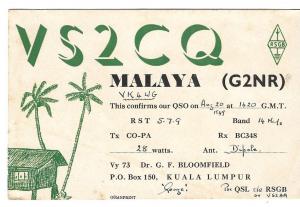 VS2CQ
RSGB
MALAYA (G2NR)
VK4WG
This confirms our QSO on Aug 20 1949 at 1420 G.M.T.
RST 5-7-9 Band 14 M/c
Tx CO-PA Rx BC348
28 watts. Ant. Dipole
Vy 73 Dr. G. F. BLOOMFIELD
P.O. Box 150, KUALA LUMPUR
Pse QSL via RSGB